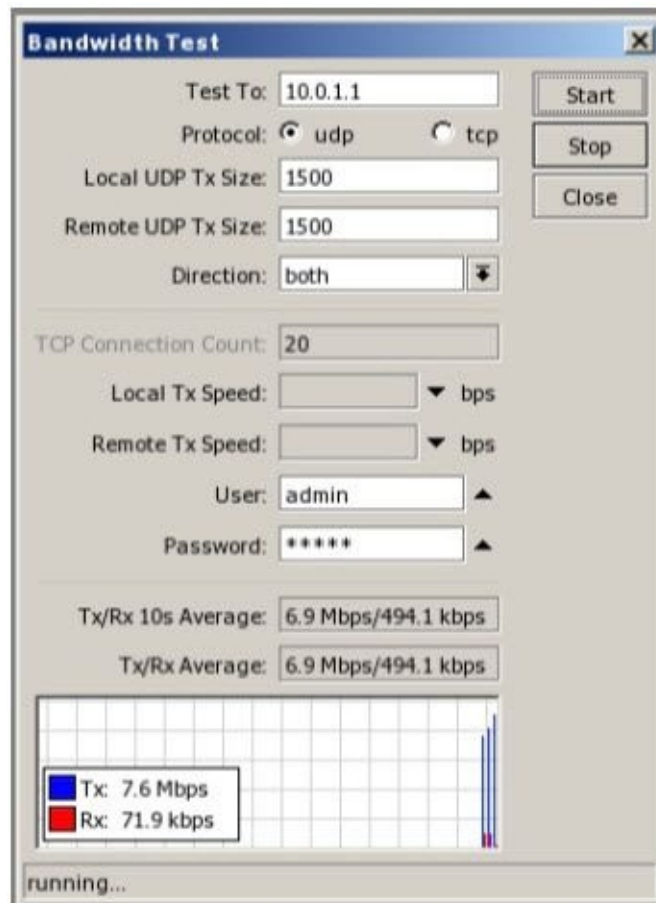 Bandwidth Test
Test To: 10.0.1.1
Start
Protocol: udp tcp
Stop
Local UDP Tx Size: 1500
Close
Remote UDP Tx Size: 1500
Direction: both
TCP Connection Count: 20
Local Tx Speed: bps
Remote Tx Speed: bps
User: admin
Password: *****
Tx/Rx 10s Average: 6.9 Mbps/494.1 kbps
Tx/Rx Average: 6.9 Mbps/494.1 kbps
Tx: 7.6 Mbps
Rx: 71.9 kbps
running...